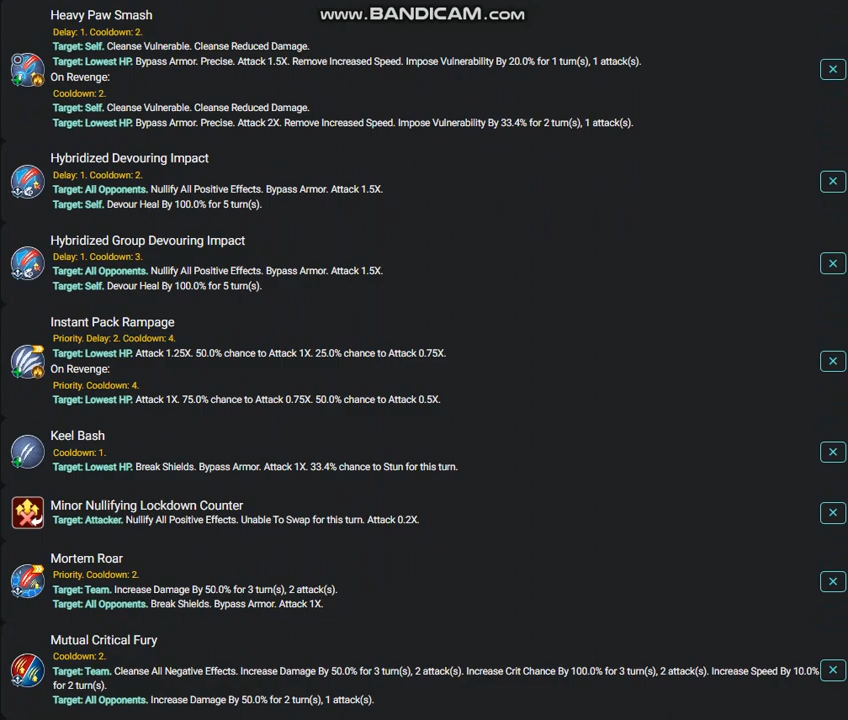 www.BANDICAM.com
Heavy Paw Smash
Delay: 1. Cooldown: 2.
Target: Self. Cleanse Vulnerable. Cleanse Reduced Damage.
Target: Lowest HP. Bypass Armor. Precise. Attack 1.5X. Remove Increased Speed. Impose Vulnerability By 20.0% for 1 turn(s), 1 attack(s).
On Revenge:
Cooldown: 2.
Target: Self. Cleanse Vulnerable. Cleanse Reduced Damage.
Target: Lowest HP. Bypass Armor. Precise. Attack 2X. Remove Increased Speed. Impose Vulnerability By 33.4% for 2 turn(s), 1 attack(s).
Hybridized Devouring Impact
Delay: 1. Cooldown: 2.
Target: All Opponents. Nullify All Positive Effects. Bypass Armor. Attack 1.5X.
Target: Self. Devour Heal By 100.0% for 5 turn(s).
Hybridized Group Devouring Impact
Delay: 1. Cooldown: 3.
Target: All Opponents. Nullify All Positive Effects. Bypass Armor. Attack 1.5X.
Target: Self. Devour Heal By 100.0% for 5 turn(s).
Instant Pack Rampage
Priority. Delay: 2. Cooldown: 4.
Target: Lowest HP. Attack 1.25X. 50.0% chance to Attack 1X. 25.0% chance to Attack 0.75X.
On Revenge:
Priority. Cooldown: 4.
Target: Lowest HP. Attack 1X. 75.0% chance to Attack 0.75X. 50.0% chance to Attack 0.5X.
Keel Bash
Cooldown: 1.
Target: Lowest HP. Break Shields. Bypass Armor. Attack 1X. 33.4% chance to Stun for this turn.
Minor Nullifying Lockdown Counter
Target: Attacker. Nullify All Positive Effects. Unable To Swap for this turn. Attack 0.2X.
Mortem Roar
Priority. Cooldown: 2.
Target: Team. Increase Damage By 50.0% for 3 turn(s), 2 attack(s).
Target: All Opponents. Break Shields. Bypass Armor. Attack 1X.
Mutual Critical Fury
Cooldown: 2.
Target: Team. Cleanse All Negative Effects. Increase Damage By 50.0% for 3 turn(s), 2 attack(s). Increase Crit Chance By 100.0% for 3 turn(s), 2 attack(s). Increase Speed By 10.0%
for 2 turn(s).
Target: All Opponents. Increase Damage By 50.0% for 2 turn(s), 1 attack(s).